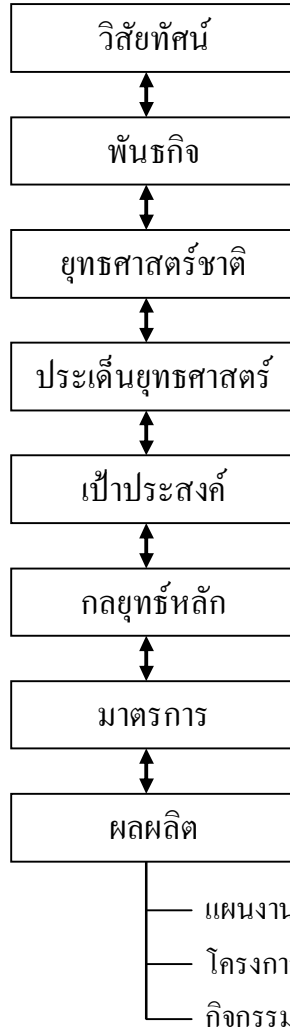 วิสัยทัศน์
พันธกิจ
ยุทธศาสตร์ชาติ
ประเด็นยุทธศาสตร์
เป้าประสงค์
กลยุทธ์หลัก
มาตรการ
ผลผลิต
แผนงาน
โครงกา
กิจกรรม